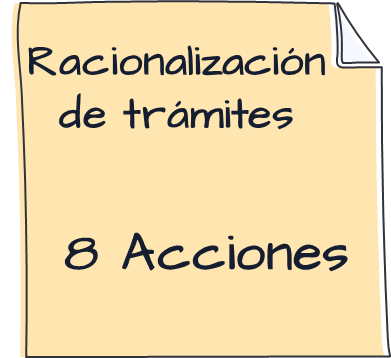 Racionalización
de trámites
8 Acciones